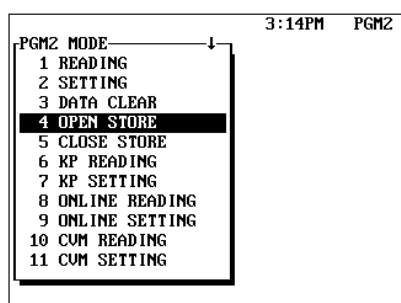 3:14PM PGM2
PGM2 MODE
1 READING
2 SETTING
3 DATA CLEAR
4 OPEN STORE
5 CLOSE STORE
6 KP READING
7 KP SETTING
8 ONLINE READING
9 ONLINE SETTING
10 CVM READING
11 CVM SETTING